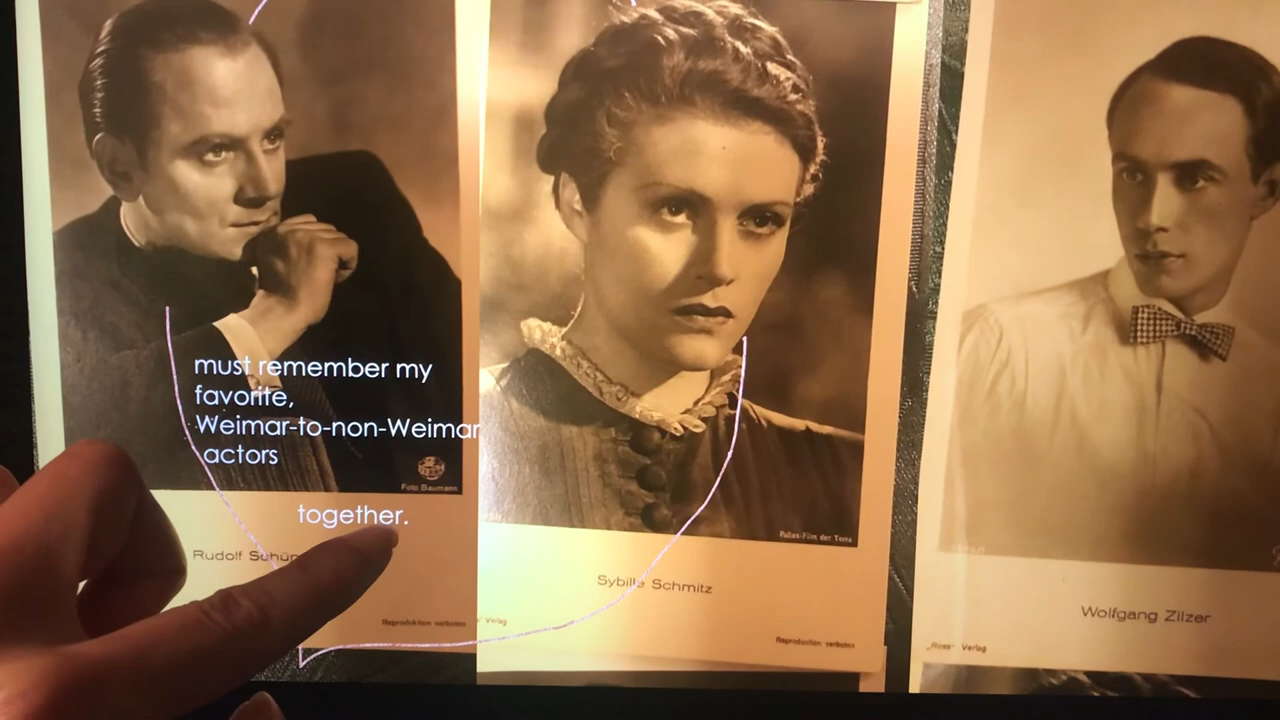 must remember my
favorite,
Weimar-to-non-Weimar
actors
together.
Foto Baumann
Rudolf
Reproduktion verboten
Pallas-Film der Terra
Sybille Schmitz
Verlag
Reproduction verboten
Wolfgang Zilzer
„Ross" Verlag